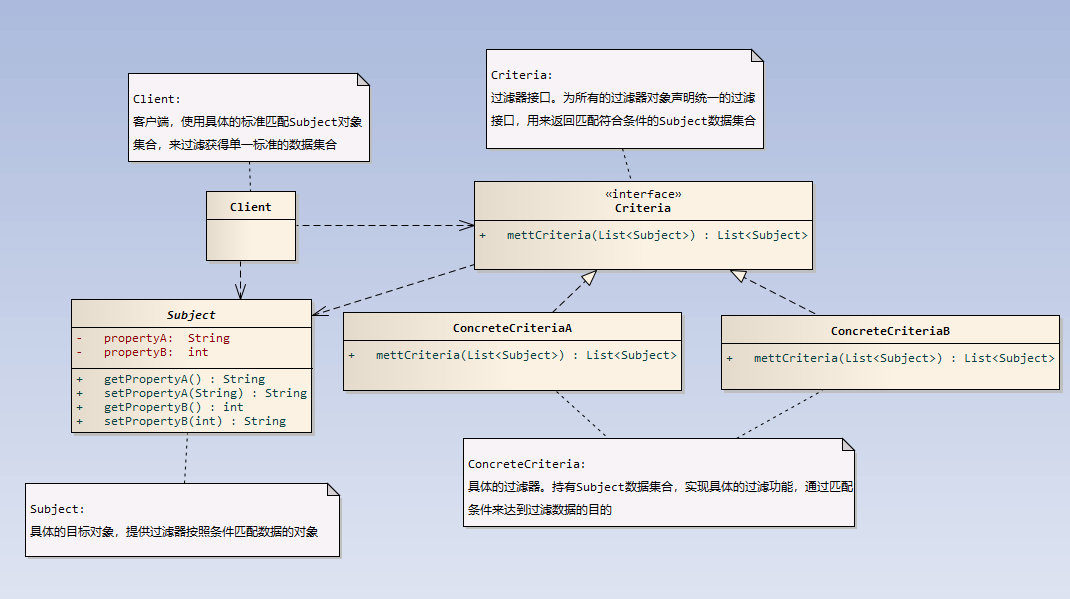 Client:
客户端，使用具体的标准匹配Subject对象
集合，来过滤获得单一标准的数据集合
Criteria:
过滤器接口。为所有的过滤器对象声明统一的过滤
接口，用来返回匹配符合条件的Subject数据集合
Client
«interface»
Criteria
+ mettCriteria(List<Subject>) : List<Subject>
Subject
- propertyA: String
- propertyB: int
+ getPropertyA() : String
+ setPropertyA(String) : String
+ getPropertyB() : int
+ setPropertyB(int) : String
ConcreteCriteriaA
+ mettCriteria(List<Subject>) : List<Subject>
ConcreteCriteriaB
+ mettCriteria(List<Subject>) : List<Subject>
Subject:
具体的目标对象，提供过滤器按照条件匹配数据的对象
ConcreteCriteria:
具体的过滤器。持有Subject数据集合，实现具体的过滤功能，通过匹配
条件来达到过滤数据的目的